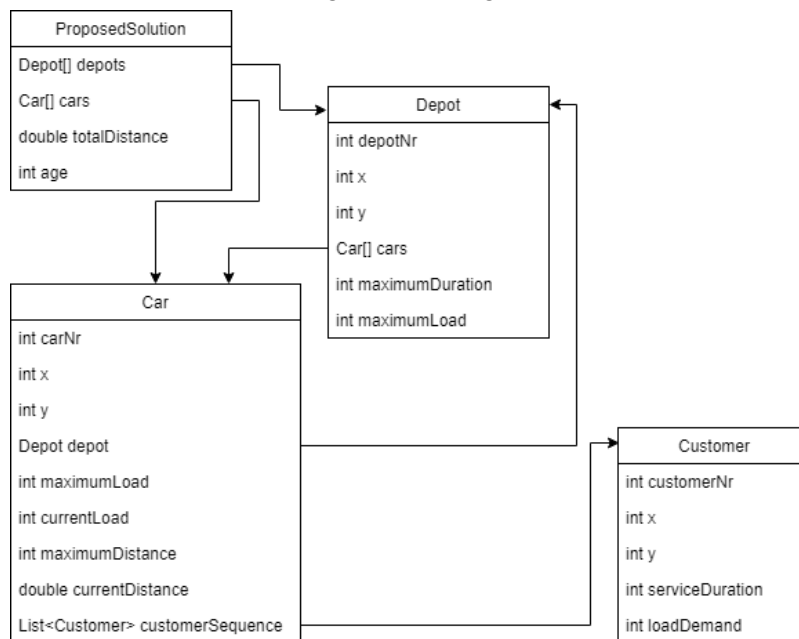 ProposedSolution
Depot[] depots
Car[] cars
double totalDistance
int age
Depot
int depotNr
int x
int y
Car[] cars
int maximumDuration
int maximumLoad
Car
int carNr
int x
int y
Depot depot
int maximumLoad
int currentLoad
int maximumDistance
double currentDistance
List<Customer> customerSequence
Customer
int customerNr
int x
int y
int serviceDuration
int loadDemand